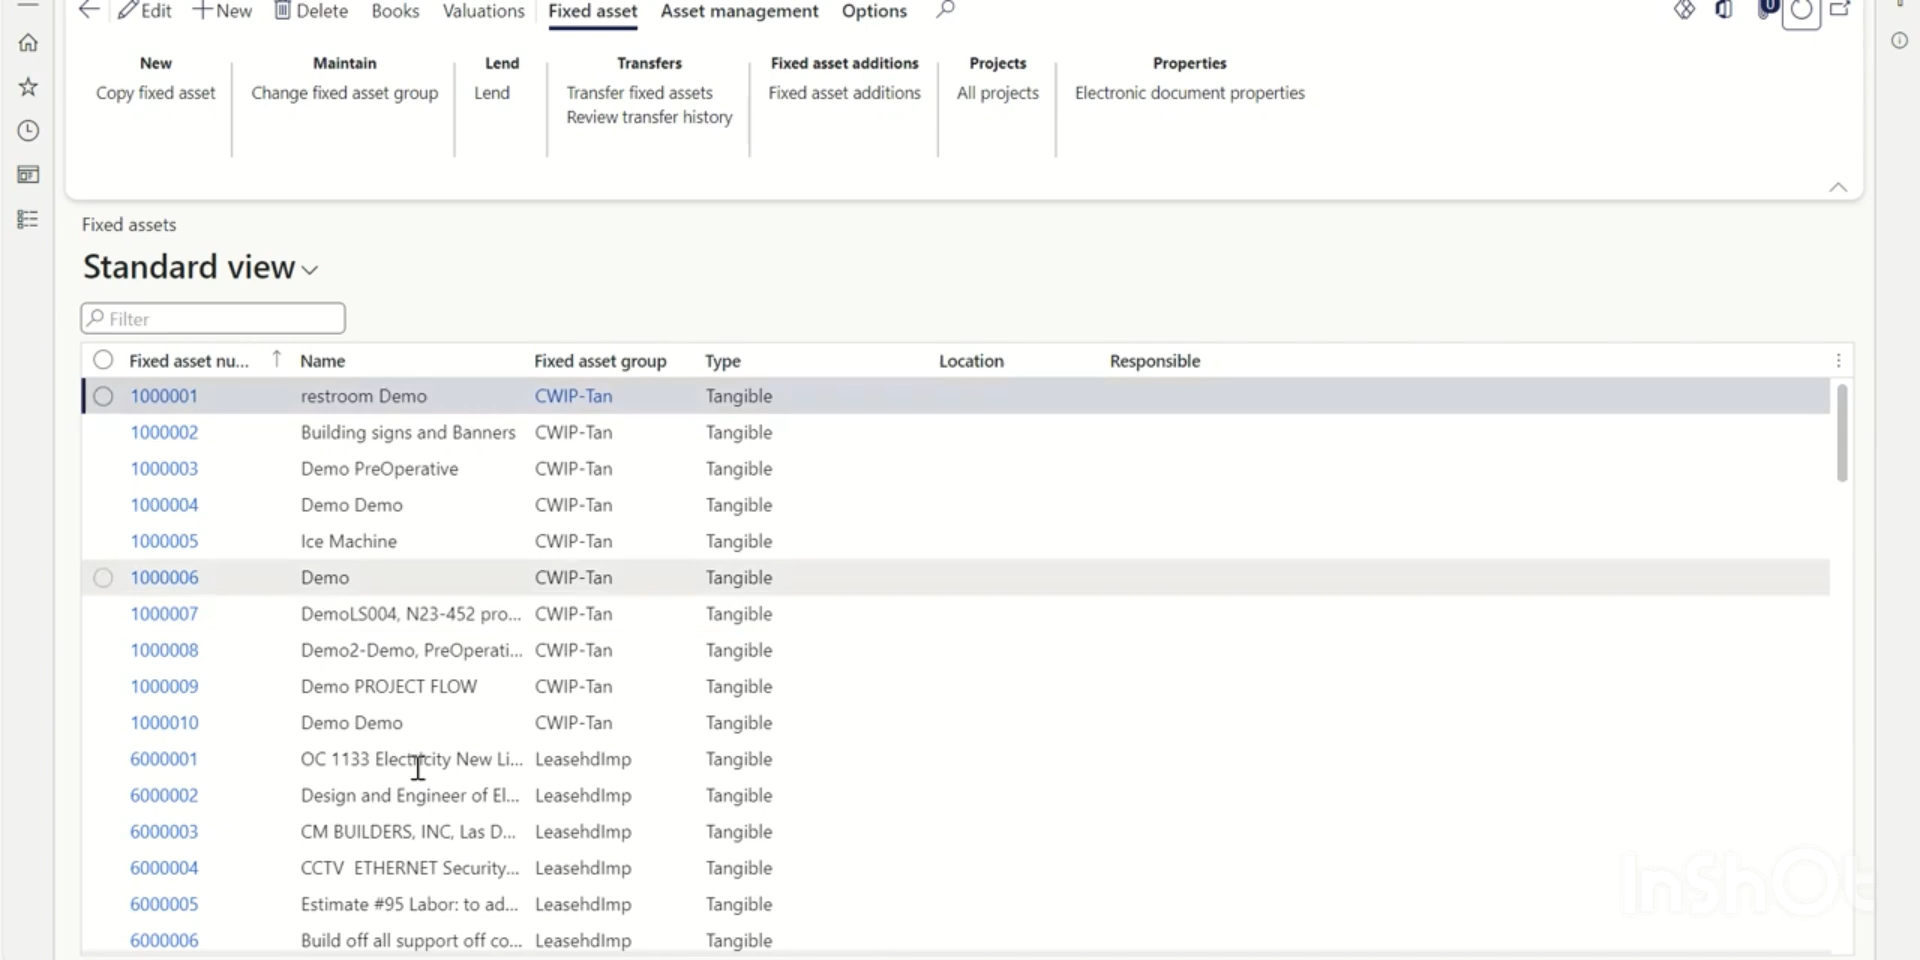 Edit New Delete Books Valuations Fixed asset Asset management Options 0
New Maintain Lend Transfers Fixed asset additions Projects Properties
Copy fixed asset Change fixed asset group Lend Transfer fixed assets Fixed asset additions All projects Electronic document properties
Review transfer history
Fixed assets
Standard view
Filter
Fixed asset nu... Name Fixed asset group Type Location Responsible
1000001 restroom Demo CWIP-Tan Tangible
1000002 Building signs and Banners CWIP-Tan Tangible
1000003 Demo PreOperative CWIP-Tan Tangible
1000004 Demo Demo CWIP-Tan Tangible
1000005 Ice Machine CWIP-Tan Tangible
1000006 Demo CWIP-Tan Tangible
1000007 DemoLS004, N23-452 pro... CWIP-Tan Tangible
1000008 Demo2-Demo, PreOperati... CWIP-Tan Tangible
1000009 Demo PROJECT FLOW CWIP-Tan Tangible
1000010 Demo Demo CWIP-Tan Tangible
6000001 OC 1133 Electricity New Li... LeasehdImp Tangible
6000002 Design and Engineer of El... LeasehdImp Tangible
6000003 CM BUILDERS, INC, Las D... LeasehdImp Tangible
6000004 CCTV ETHERNET Security... LeasehdImp Tangible
6000005 Estimate #95 Labor: to ad... LeasehdImp Tangible
6000006 Build off all support off co... LeasehdImp Tangible
InShOt